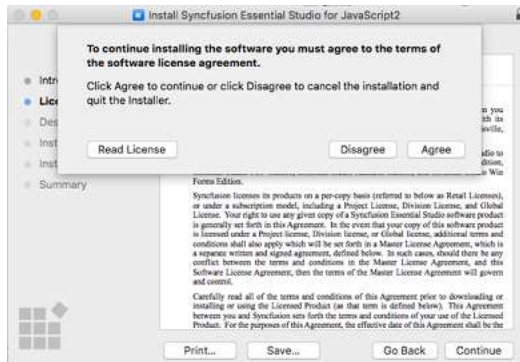 Install Syncfusion Essential Studio for JavaScript2
To continue installing the software you must agree to the terms of
the software license agreement.
Click Agree to continue or click Disagree to cancel the installation and
quit the Installer.
Read License
Disagree
Agree
Intr
Lice
Des
Inst
Inst
Summary
n you
th its
sville,
dio to
dition,
Win
Forms Edition.
Syncfusion licenses its products on a per-copy basis (referred to below as Retail Licenses),
or under a subscription model, including a Project License, Division License, and Global
License. Your right to use any given copy of a Syncfusion Essential Studio software product
is generally set forth in this Agreement. In the event that your copy of this software product
is licensed under a Project license, Division license, or Global license, additional terms and
conditions shall also apply which will be set forth in a Master License Agreement, which is
a separate written and signed agreement, defined below. In such cases, should there be any
conflict between the terms and conditions in the Master License Agreement, and this
Software License Agreement, then the terms of the Master License Agreement will govern
and control.
Carefully read all of the terms and conditions of this Agreement prior to downloading or
installing or using the Licensed Product (as that term is defined below). This Agreement
between you and Syncfusion sets forth the terms and conditions of your use of the Licensed
Product. For the purposes of this Agreement, the effective date of this Agreement shall be the
Print...
Save...
Go Back
Continue